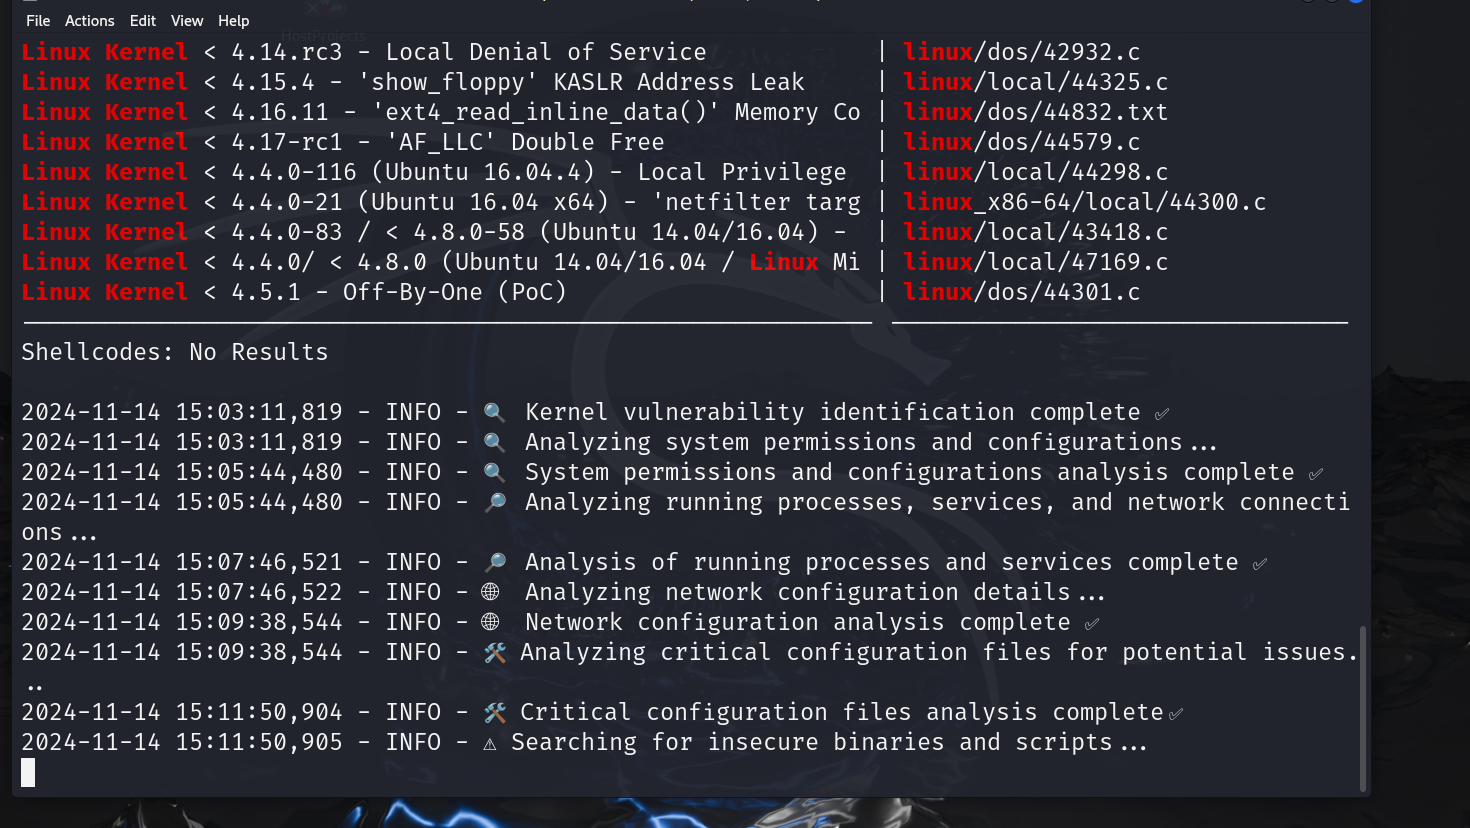 File Actions Edit View Help
HostProjects
Linux Kernel < 4.14.rc3 - Local Denial of Service | linux/dos/42932.c
Linux Kernel < 4.15.4 - 'show_floppy' KASLR Address Leak | linux/local/44325.c
Linux Kernel < 4.16.11 - 'ext4_read_inline_data()' Memory Co | linux/dos/44832.txt
Linux Kernel < 4.17-rc1 - 'AF_LLC' Double Free | linux/dos/44579.c
Linux Kernel < 4.4.0-116 (Ubuntu 16.04.4) - Local Privilege | linux/local/44298.c
Linux Kernel < 4.4.0-21 (Ubuntu 16.04 x64) - 'netfilter targ | linux_x86-64/local/44300.c
Linux Kernel < 4.4.0-83 / < 4.8.0-58 (Ubuntu 14.04/16.04) - | linux/local/43418.c
Linux Kernel < 4.4.0/ < 4.8.0 (Ubuntu 14.04/16.04 / Linux Mi | linux/local/47169.c
Linux Kernel < 4.5.1 - Off-By-One (PoC) | linux/dos/44301.c
Shellcodes: No Results
2024-11-14 15:03:11,819 - INFO - 🔍 Kernel vulnerability identification complete ✅
2024-11-14 15:03:11,819 - INFO - 🔍 Analyzing system permissions and configurations...
2024-11-14 15:05:44,480 - INFO - 🔍 System permissions and configurations analysis complete ✅
2024-11-14 15:05:44,480 - INFO - 🔎 Analyzing running processes, services, and network connecti
ons...
2024-11-14 15:07:46,521 - INFO - 🔎 Analysis of running processes and services complete ✅
2024-11-14 15:07:46,522 - INFO - 🌐 Analyzing network configuration details...
2024-11-14 15:09:38,544 - INFO - 🌐 Network configuration analysis complete ✅
2024-11-14 15:09:38,544 - INFO - 🛠 Analyzing critical configuration files for potential issues.
..
2024-11-14 15:11:50,904 - INFO - 🛠 Critical configuration files analysis complete✅
2024-11-14 15:11:50,905 - INFO - ⚠ Searching for insecure binaries and scripts...